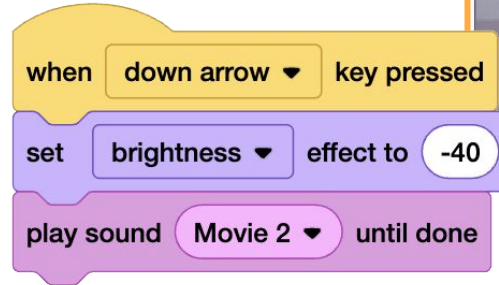 when down arrow key pressed
set brightness effect to -40
play sound Movie 2 until done